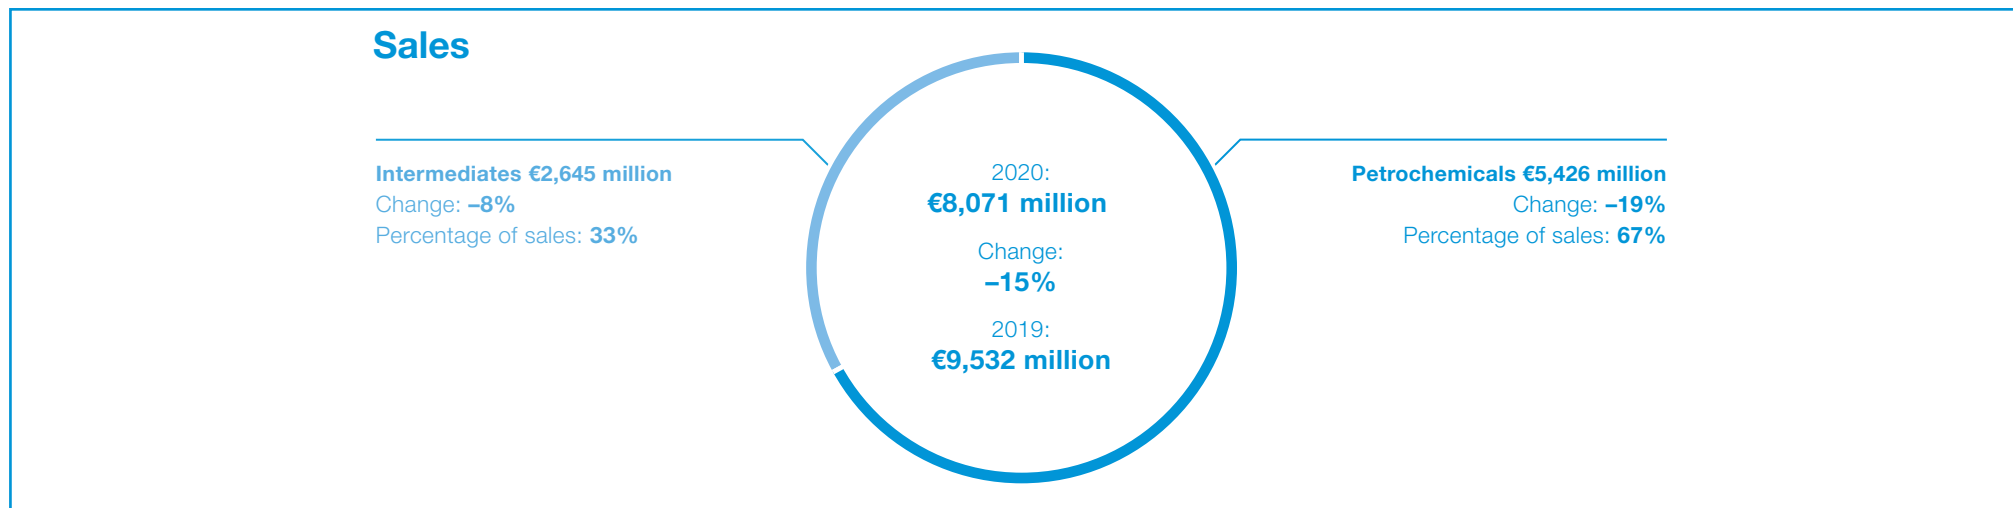 Sales
Intermediates €2,645 million
Change: –8%
Percentage of sales: 33%
2020:
€8,071 million
Change:
–15%
2019:
€9,532 million
Petrochemicals €5,426 million
Change: –19%
Percentage of sales: 67%